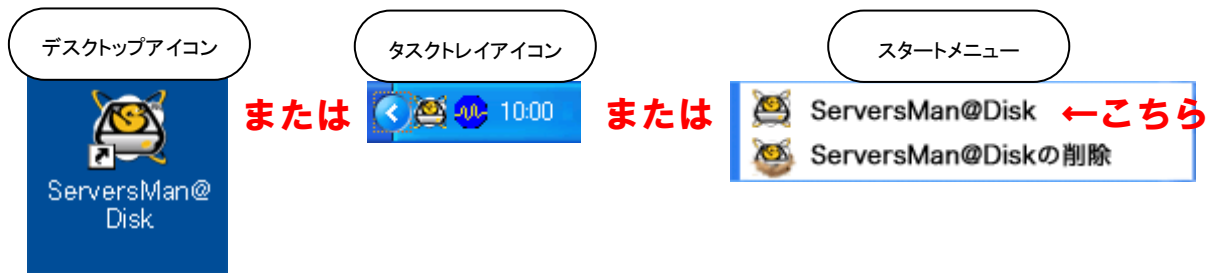 デスクトップアイコン
タスクトレイアイコン
スタートメニュー
または
10:00
または
ServersMan@Disk ←こちら
ServersMan@Diskの削除
ServersMan@
Disk